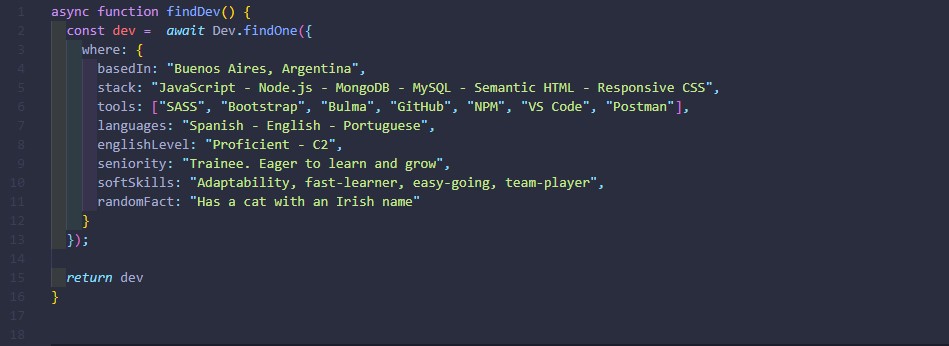 1 async function findDev() {
2 const dev =  await Dev.findOne({
3 where: {
4 basedIn: "Buenos Aires, Argentina",
5 stack: "JavaScript - Node.js - MongoDB - MySQL - Semantic HTML - Responsive CSS",
6 tools: ["SASS", "Bootstrap", "Bulma", "GitHub", "NPM", "VS Code", "Postman"],
7 languages: "Spanish - English - Portuguese",
8 englishLevel: "Proficient - C2",
9 seniority: "Trainee. Eager to learn and grow",
10 softSkills: "Adaptability, fast-learner, easy-going, team-player",
11 randomFact: "Has a cat with an Irish name"
12 }
13 });
14
15 return dev
16 }
17
18